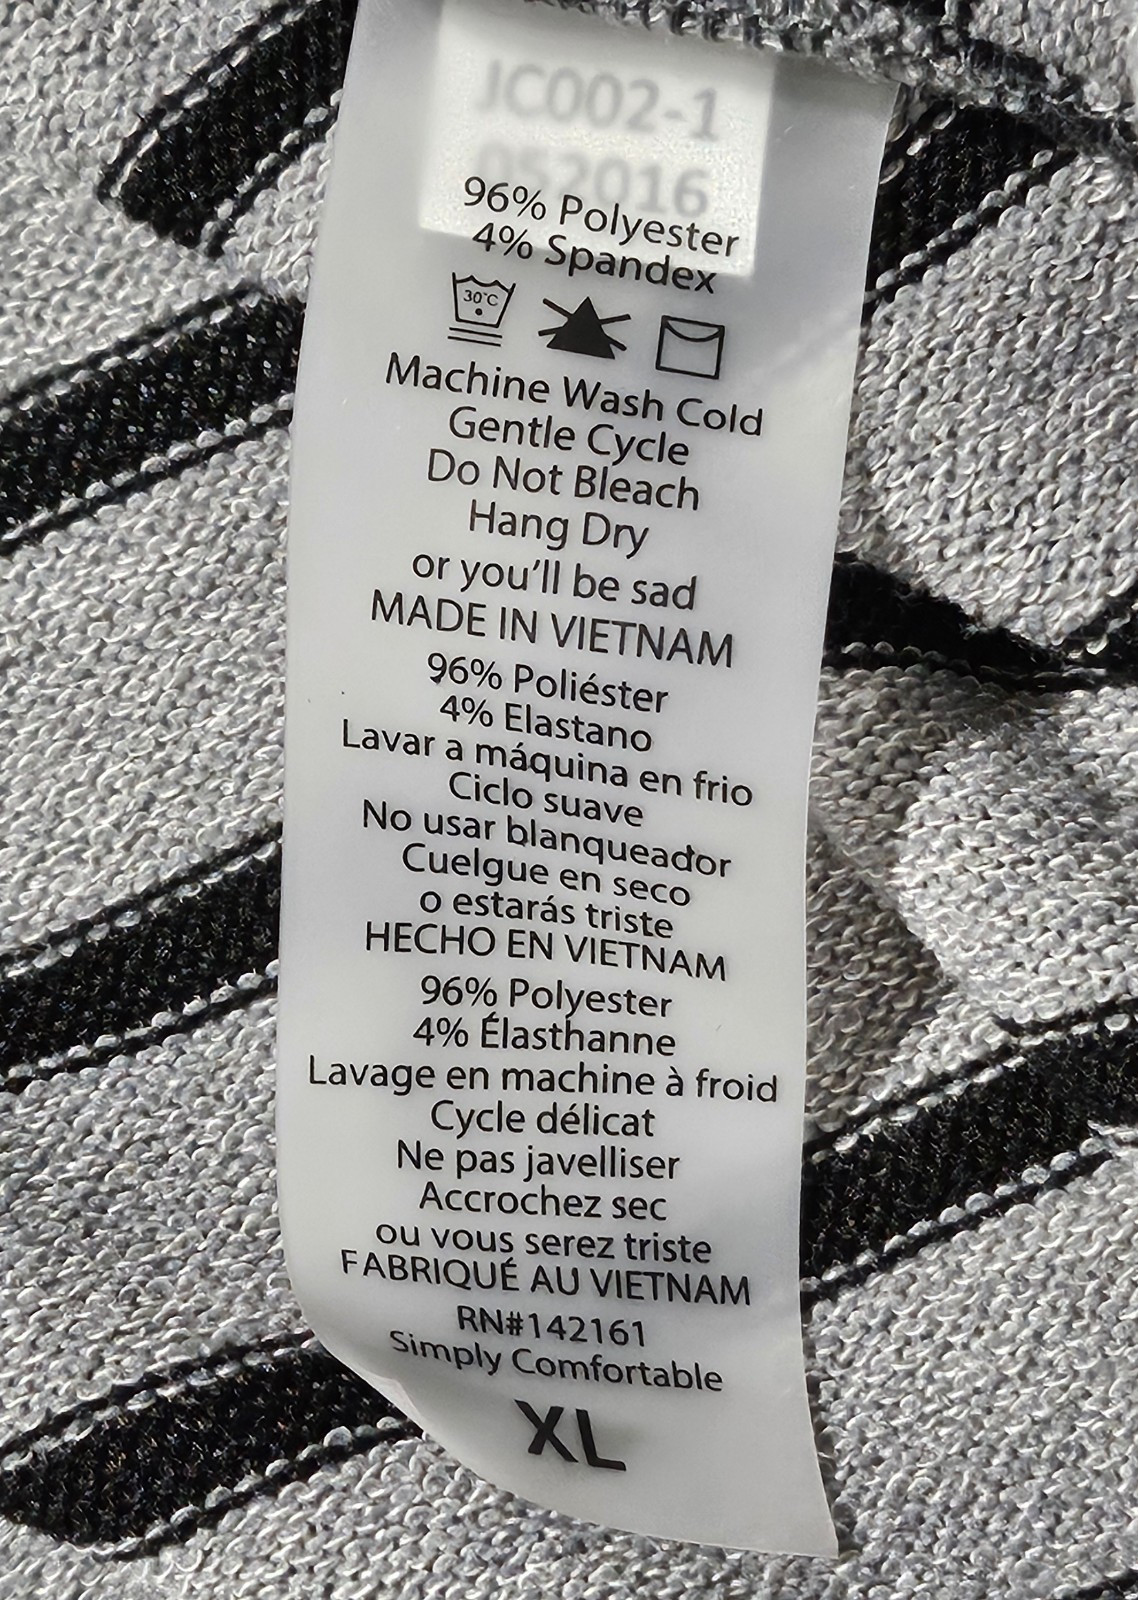 JC002-1
052016
96% Polyester
4% Spandex
30°C
Machine Wash Cold
Gentle Cycle
Do Not Bleach
Hang Dry
or you'll be sad
MADE IN VIETNAM
96% Poliéster
4% Elastano
Lavar a máquina en frio
Ciclo suave
No usar blanqueador
Cuelgue en seco
o estarás triste
HECHO EN VIETNAM
96% Polyester
4% Élasthanne
Lavage en machine à froid
Cycle délicat
Ne pas javelliser
Accrochez sec
ou vous serez triste
FABRIQUÉ AU VIETNAM
RN#142161
Simply Comfortable
XL